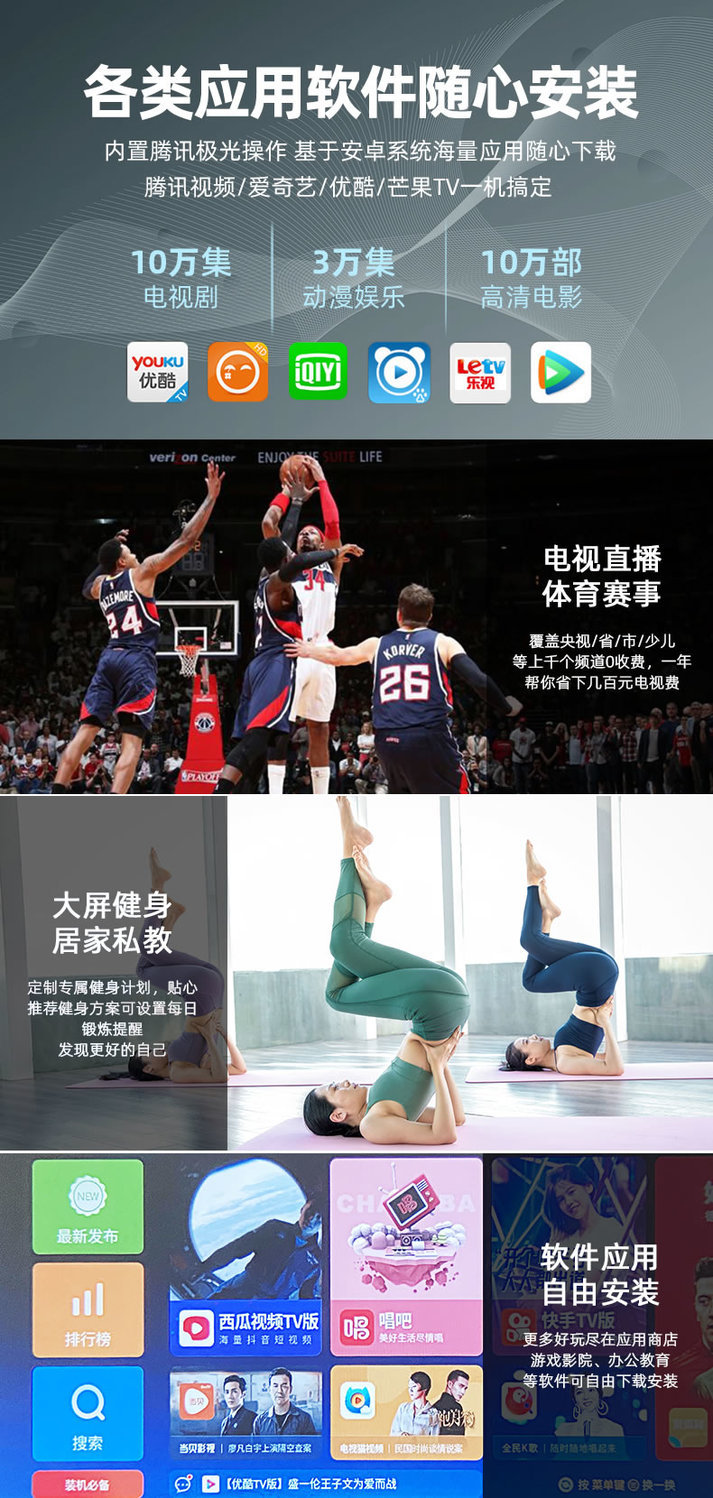 各类应用软件随心安装
内置腾讯极光操作 基于安卓系统海量应用随心下载
腾讯视频/爱奇艺/优酷/芒果TV一机搞定
10万集
电视剧
3万集
动漫娱乐
10万部
高清电影
YOUKU
优酷
TV
HD
iQIYI
Letv
乐视
verizon Center
ENJOY THE SUITE LIFE
24
34
KORVER
26
PLAYOFF
电视直播
体育赛事
覆盖央视/省/市/少儿
等上千个频道0收费，一年
帮你省下几百元电视费
大屏健身
居家私教
定制专属健身计划，贴心
推荐健身方案可设置每日
锻炼提醒
发现更好的自己
NEW
最新发布
排行榜
搜索
装机必备
西瓜视频TV版
海量抖音短视频
唱
唱
唱吧
美好生活尽情唱
当贝
当贝影视 | 廖凡白宇上演隔空查案
电视猫视频 | 民国时尚谈情说案
【优酷TV版】盛一伦王子文为爱而战
软件应用
自由安装
快手TV版
更多好玩尽在应用商店
游戏影院、办公教育
等软件可自由下载安装
全民K歌 | 随时随地唱起来
按 菜单键 换一换